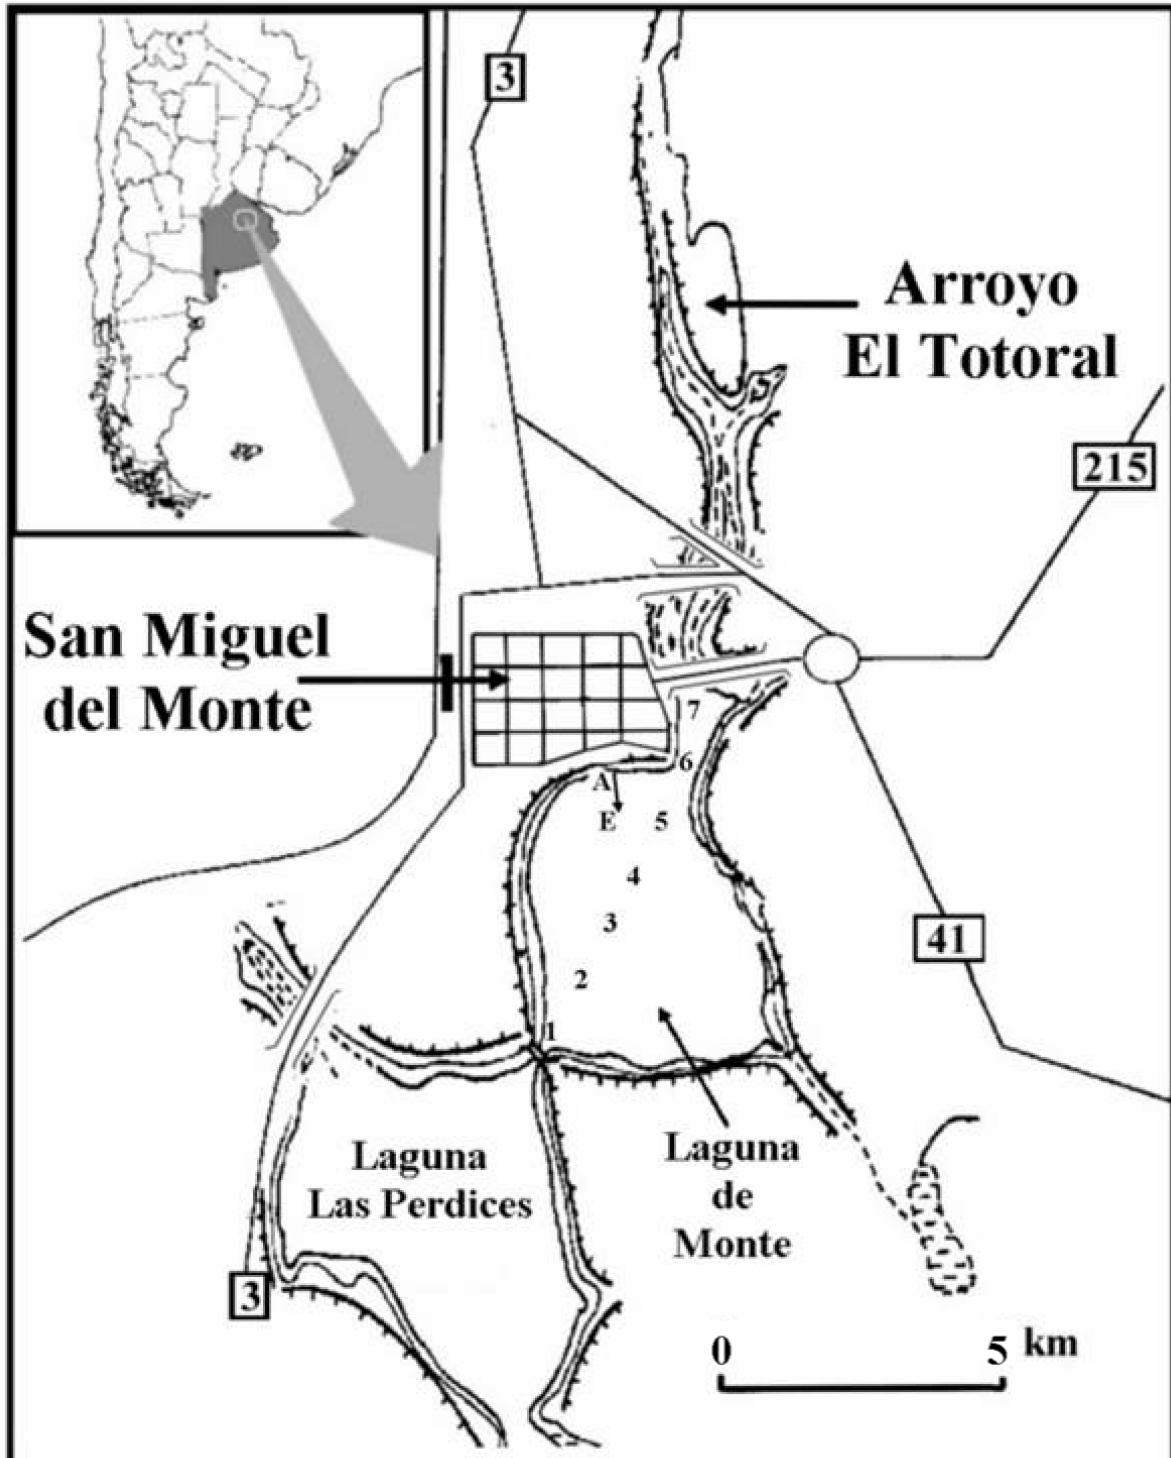 3
Arroyo
El Totoral
215
San Miguel
del Monte
7
6
A
E
5
4
3
41
2
1
Laguna
Las Perdices
Laguna
de
Monte
3
0 5 km